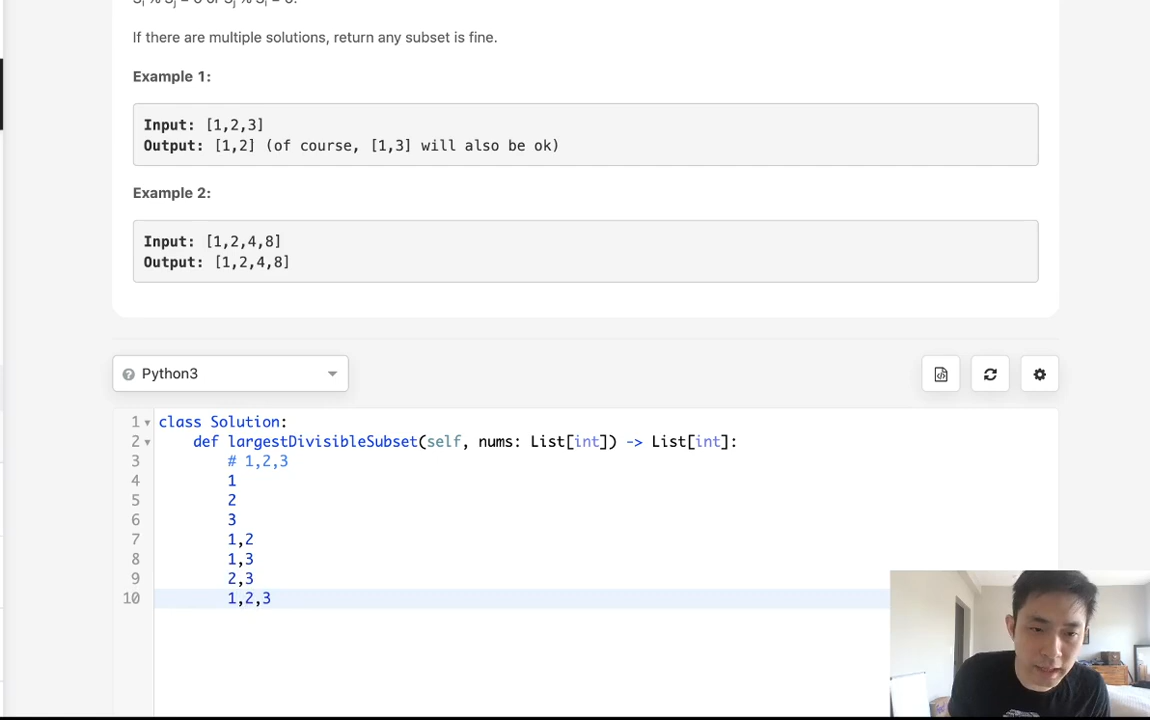 If there are multiple solutions, return any subset is fine.
Example 1:
Input: [1,2,3]
Output: [1,2] (of course, [1,3] will also be ok)
Example 2:
Input: [1,2,4,8]
Output: [1,2,4,8]
Python3
1 class Solution:
2 def largestDivisibleSubset(self, nums: List[int]) -> List[int]:
3 # 1,2,3
4 1
5 2
6 3
7 1,2
8 1,3
9 2,3
10 1,2,3